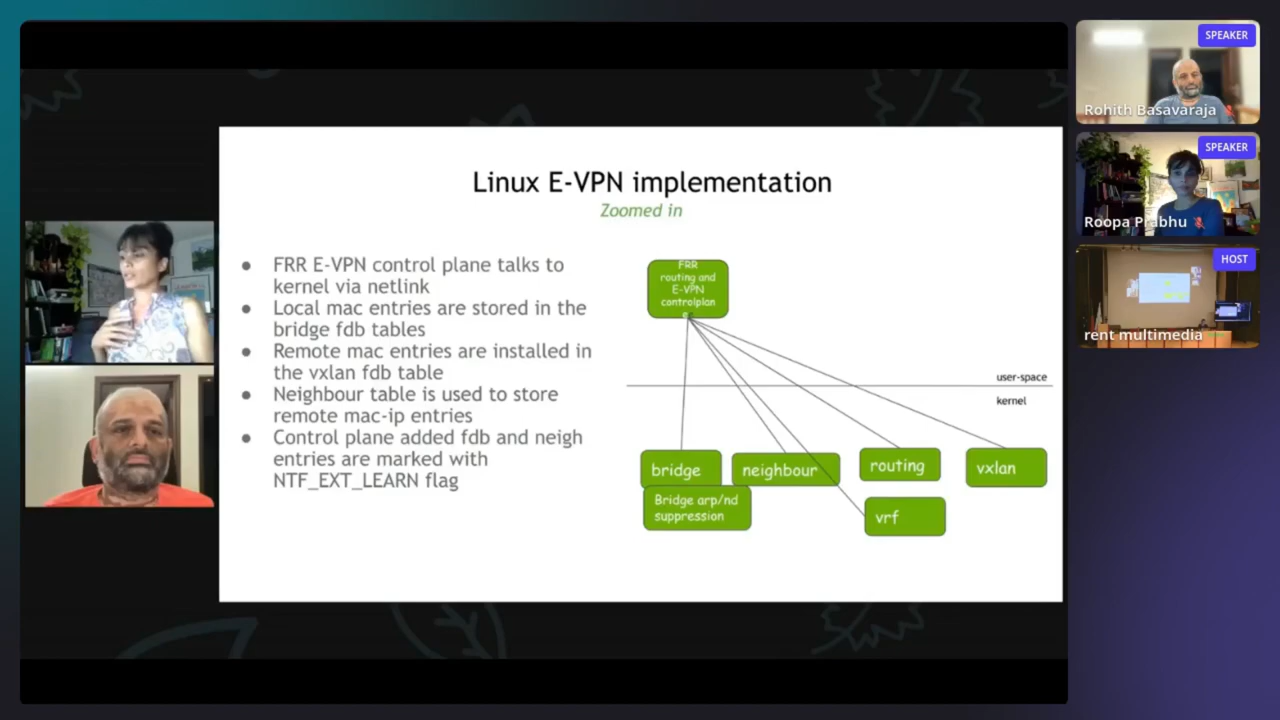 Linux E-VPN implementation
Zoomed in
● FRR E-VPN control plane talks to
kernel via netlink
● Local mac entries are stored in the
bridge fdb tables
● Remote mac entries are installed in
the vxlan fdb table
● Neighbour table is used to store
remote mac-ip entries
● Control plane added fdb and neigh
entries are marked with
NTF_EXT_LEARN flag
FRR
routing and
E-VPN
controlplan
e
user-space
kernel
bridge
neighbour
routing
vxlan
Bridge arp/nd
suppression
vrf
SPEAKER
Rohith Basavaraja
SPEAKER
Roopa Prabhu
HOST
rent multimedia